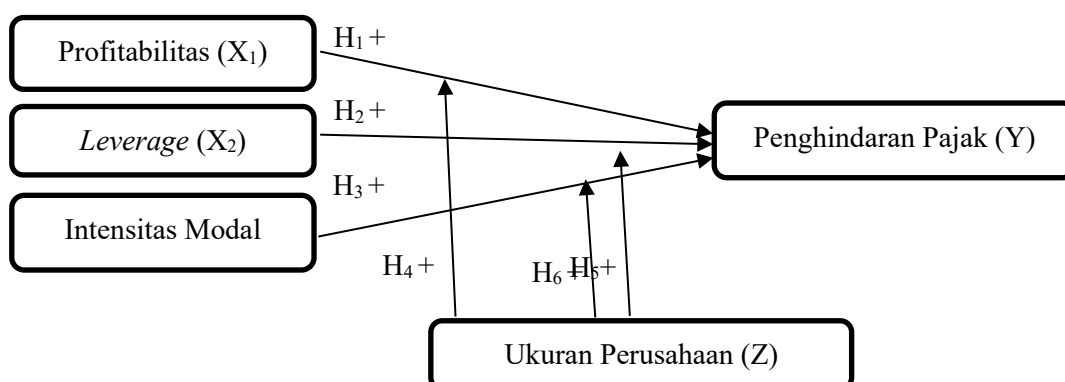 Profitabilitas (X₁)
H₁ +
Leverage (X₂)
H₂ +
Penghindaran Pajak (Y)
H₃ +
Intensitas Modal
H₄ +
H₆ +
H₅ +
Ukuran Perusahaan (Z)